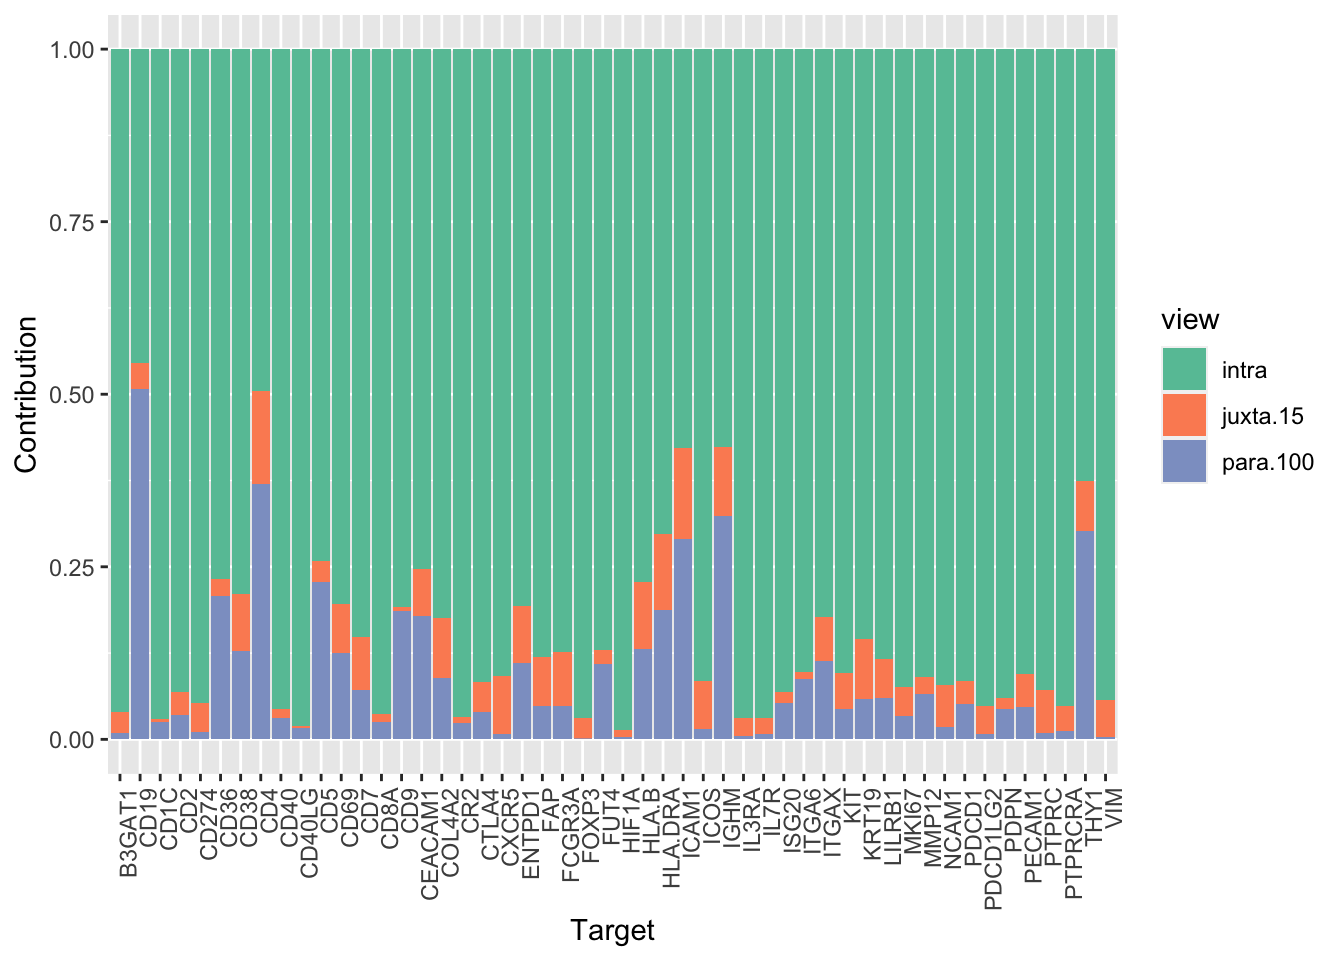 1.00
0.75
0.50
0.25
0.00
Contribution
B3GAT1
CD19
CD1C
CD2
CD274
CD36
CD38
CD4
CD40
CD40LG
CD5
CD69
CD7
CD8A
CD9
CEACAM1
COL4A2
CR2
CTLA4
CXCR5
ENTPD1
FAP
FCGR3A
FOXP3
FUT4
HIF1A
HLA.B
HLA.DRA
ICAM1
ICOS
IGHM
IL3RA
IL7R
ISG20
ITGA6
ITGAX
KIT
KRT19
LILRB1
MKI67
MMP12
NCAM1
PDCD1
PDCD1LG2
PDPN
PECAM1
PTPRC
PTPRCRA
THY1
VIM
Target
view
intra
juxta.15
para.100